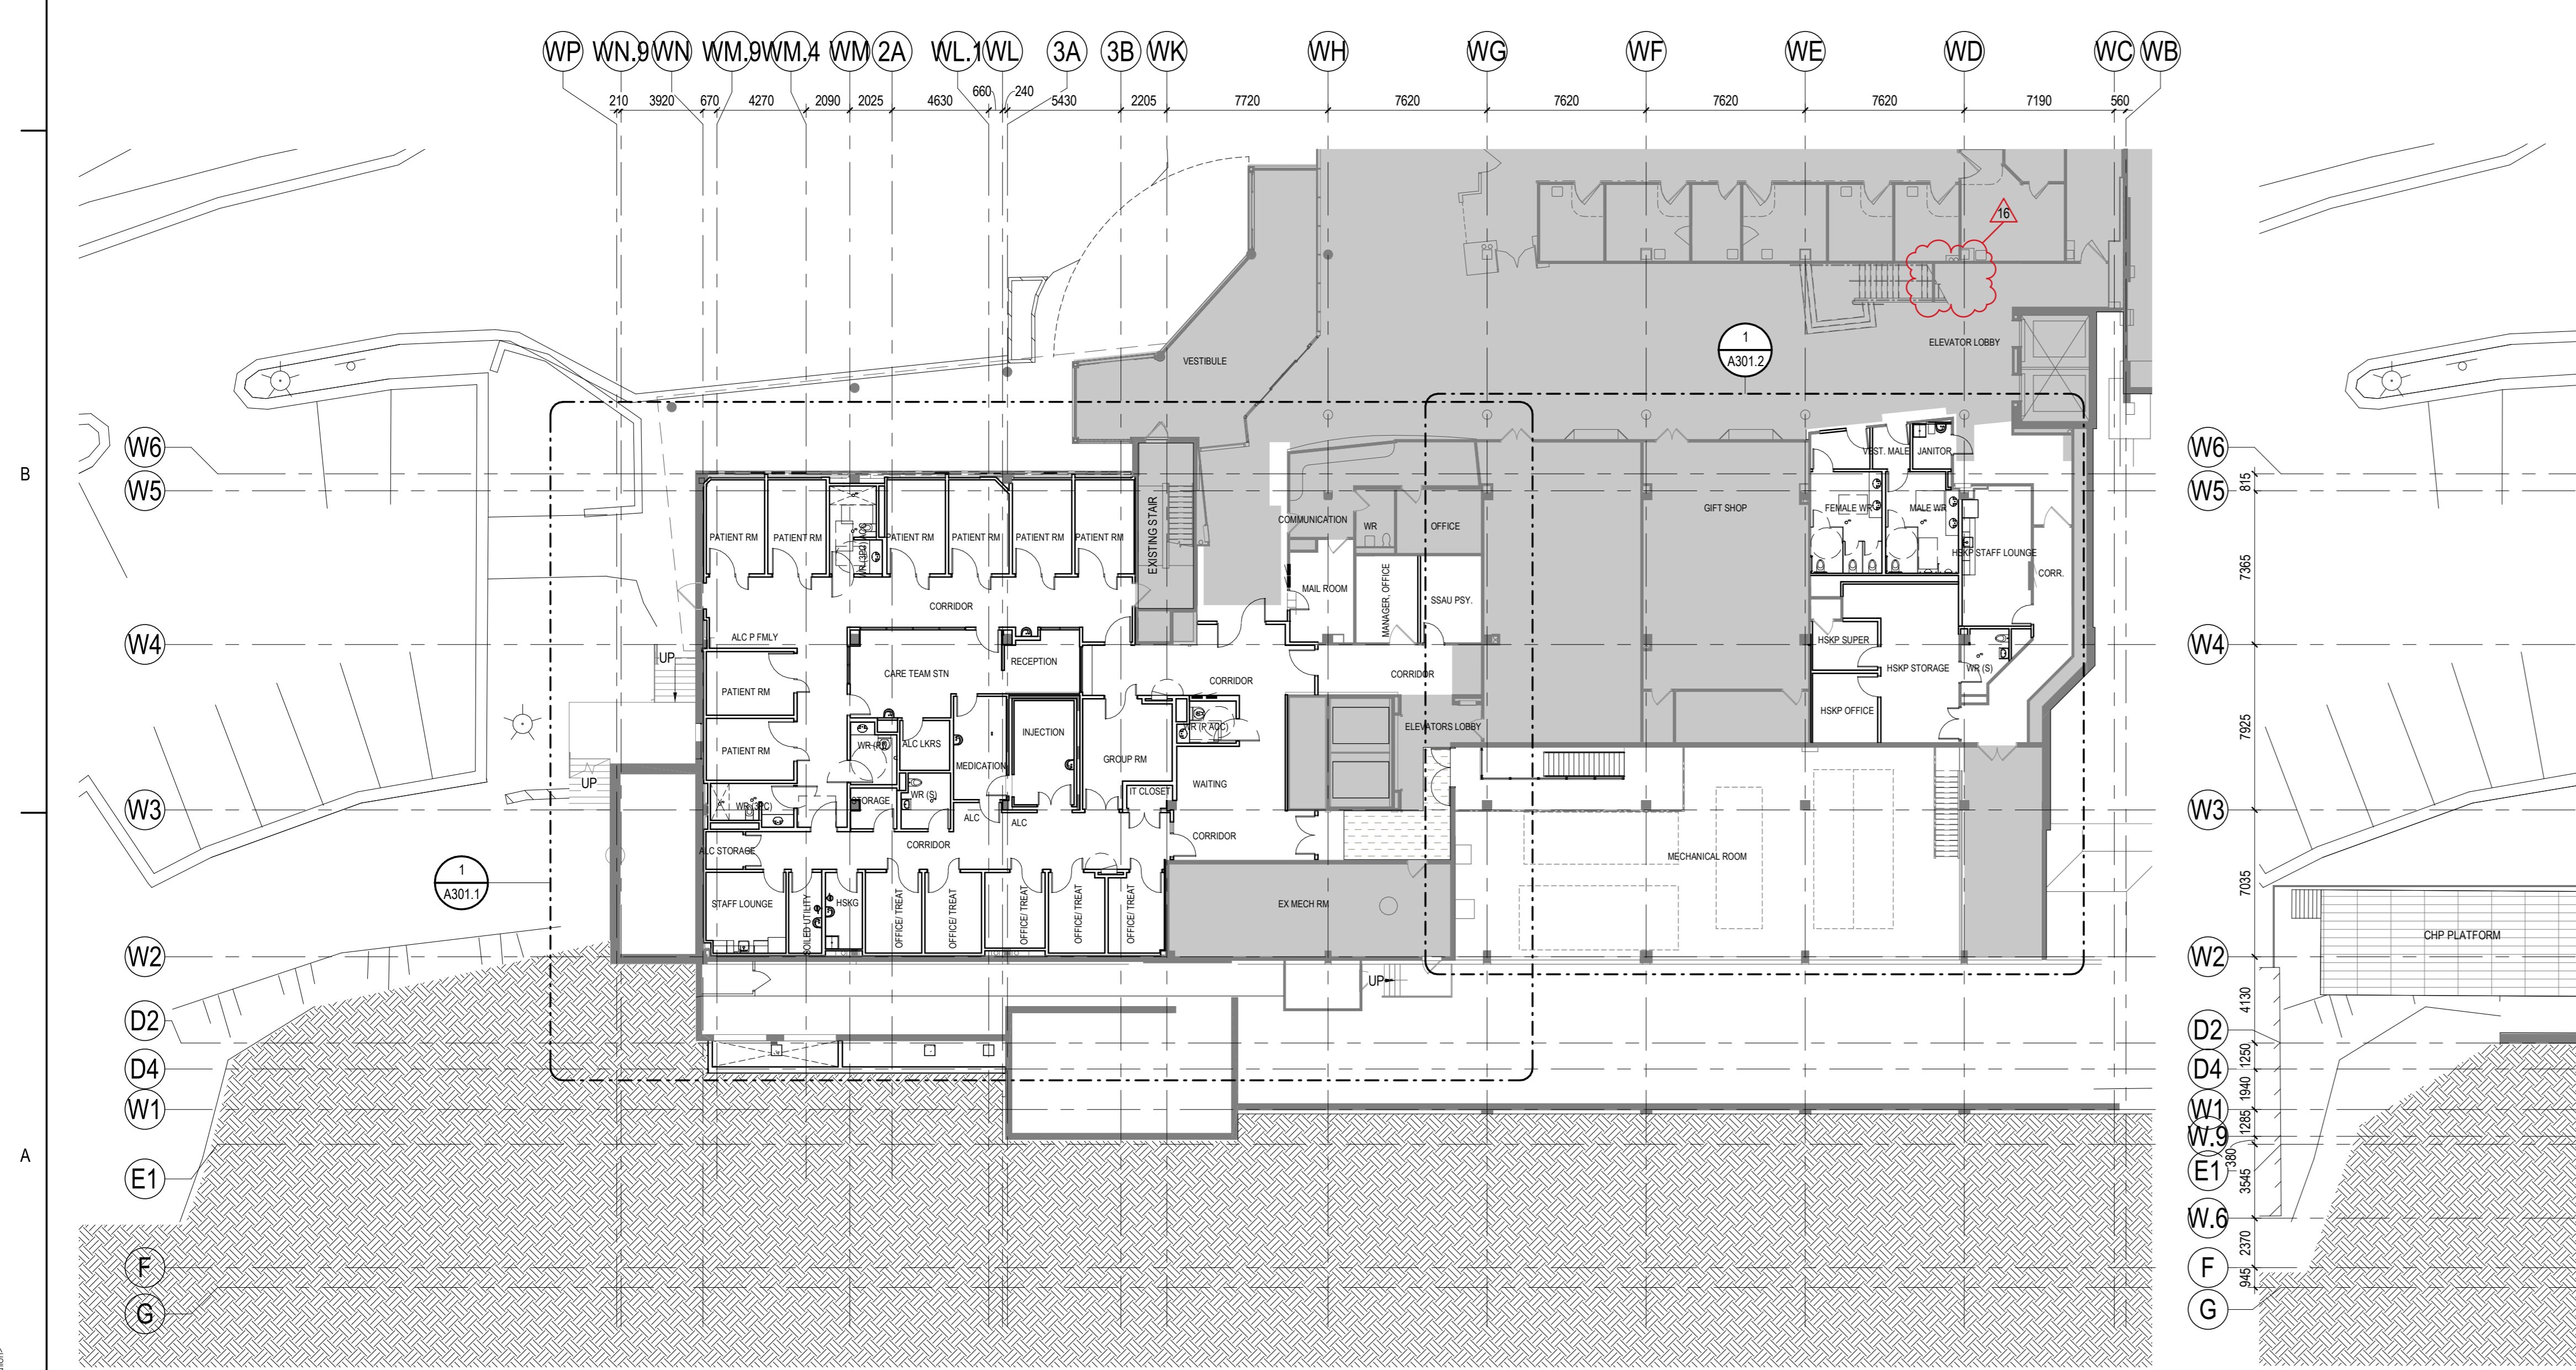 WP WN.9 WN WM.9 WM.4 WM 2A WL.1 WL 3A 3B WK WH WG WF WE WD WC WB
210 3920 670 4270 2090 2025 4630 660 240 5430 2205 7720 7620 7620 7620 7620 7190 560
16
1
A301.2
ELEVATOR LOBBY
VESTIBULE
B
W6
W5
W4
W3
W2
D2
D4
W1
E1
F
G
A
VEST. MALE
JANITOR
PATIENT RM
PATIENT RM
WR (3PC) AOC
PATIENT RM
PATIENT RM
PATIENT RM
PATIENT RM
EXISTING STAIR
COMMUNICATION
WR
OFFICE
GIFT SHOP
FEMALE WR
MALE WR
HSKP STAFF LOUNGE
CORR.
CORRIDOR
MAIL ROOM
MANAGER, OFFICE
SSAU PSY.
ALC P FMLY
UP
CARE TEAM STN
RECEPTION
CORRIDOR
CORRIDOR
HSKP SUPER
HSKP STORAGE
WR (S)
PATIENT RM
HSKP OFFICE
ELEVATORS LOBBY
WR (P AOC)
INJECTION
PATIENT RM
ALC LKRS
MEDICATION
GROUP RM
UP
WAITING
IT CLOSET
STORAGE
WR (S)
WR (3PC)
ALC
ALC
CORRIDOR
CORRIDOR
ALC STORAGE
MECHANICAL ROOM
1
A301.1
STAFF LOUNGE
SOILED UTILITY
HSKG
OFFICE/ TREAT
OFFICE/ TREAT
OFFICE/ TREAT
OFFICE/ TREAT
OFFICE/ TREAT
EX MECH RM
UP
W6
815
W5
7365
W4
7925
W3
7035
W2
4130
D2
1250
D4
1940
W1
1285
W.9
380
E1
3545
W.6
2370
F
945
G
CHP PLATFORM